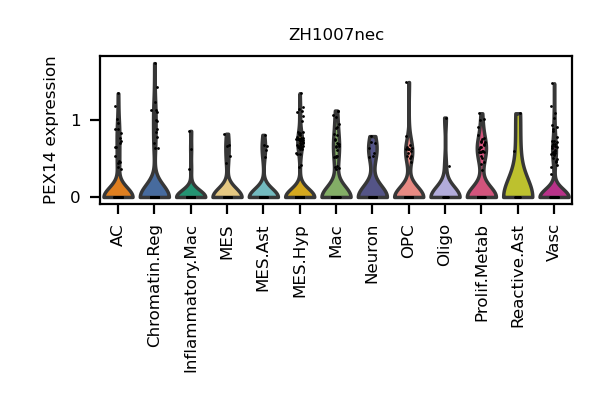 ZH1007nec
PEX14 expression
1
0
AC
Chromatin.Reg
Inflammatory.Mac
MES
MES.Ast
MES.Hyp
Mac
Neuron
OPC
Oligo
Prolif.Metab
Reactive.Ast
Vasc